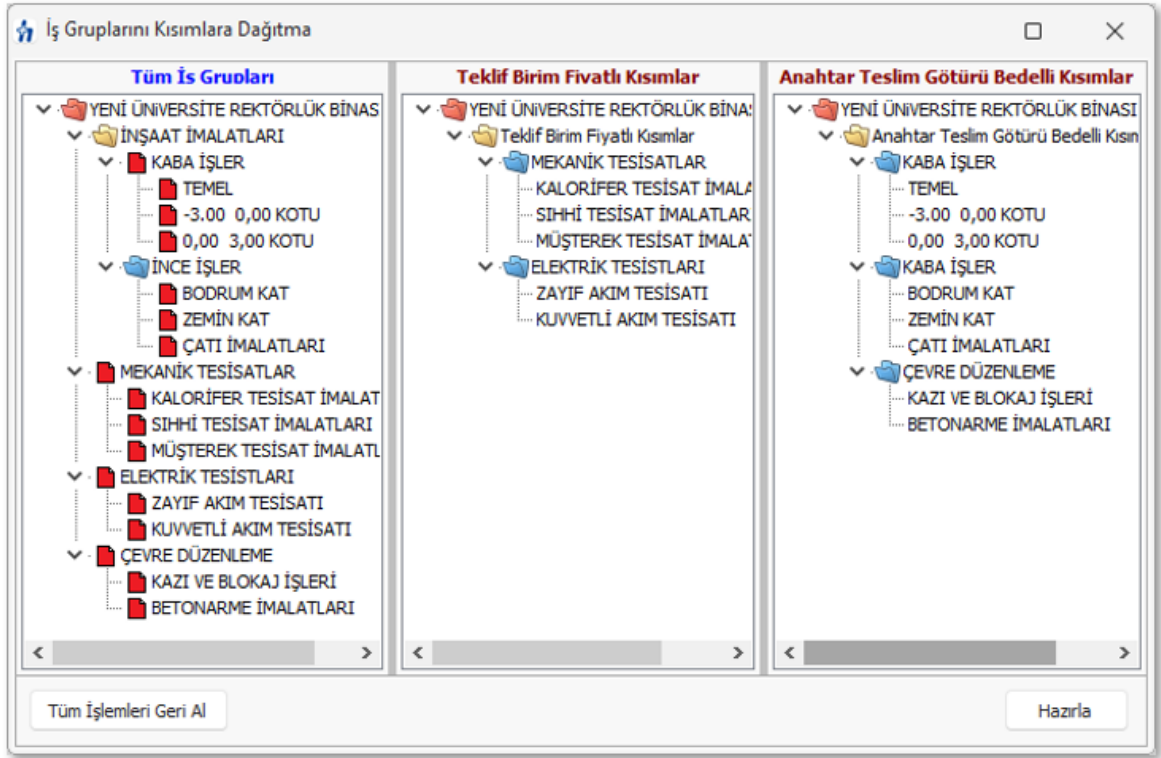 İş Gruplarını Kısımlara Dağıtma
Tüm İş Grupları
YENİ ÜNİVERSİTE REKTÖRLÜK BİNAS
İNŞAAT İMALATLARI
KABA İŞLER
TEMEL
-3.00 0,00 KOTU
0,00 3,00 KOTU
İNCE İŞLER
BODRUM KAT
ZEMİN KAT
ÇATI İMALATLARI
MEKANİK TESİSATLAR
KALORİFER TESİSAT İMALAT
SIHHİ TESİSAT İMALATLARI
MÜŞTEREK TESİSAT İMALATL
ELEKTRİK TESİSTLARI
ZAYIF AKIM TESİSATI
KUVVETLİ AKIM TESİSATI
ÇEVRE DÜZENLEME
KAZI VE BLOKAJ İŞLERİ
BETONARME İMALATLARI
Teklif Birim Fiyatlı Kısımlar
YENİ ÜNİVERSİTE REKTÖRLÜK BİNA
Teklif Birim Fiyatlı Kısımlar
MEKANİK TESİSATLAR
KALORİFER TESİSAT İMALA
SIHHİ TESİSAT İMALATLAR
MÜŞTEREK TESİSAT İMALA
ELEKTRİK TESİSTLARI
ZAYIF AKIM TESİSATI
KUVVETLİ AKIM TESİSATI
Anahtar Teslim Götürü Bedelli Kısımlar
YENİ ÜNİVERSİTE REKTÖRLÜK BİNASI
Anahtar Teslim Götürü Bedelli Kısım
KABA İŞLER
TEMEL
-3.00 0,00 KOTU
0,00 3,00 KOTU
KABA İŞLER
BODRUM KAT
ZEMİN KAT
ÇATI İMALATLARI
ÇEVRE DÜZENLEME
KAZI VE BLOKAJ İŞLERİ
BETONARME İMALATLARI
Tüm İşlemleri Geri Al
Hazırla